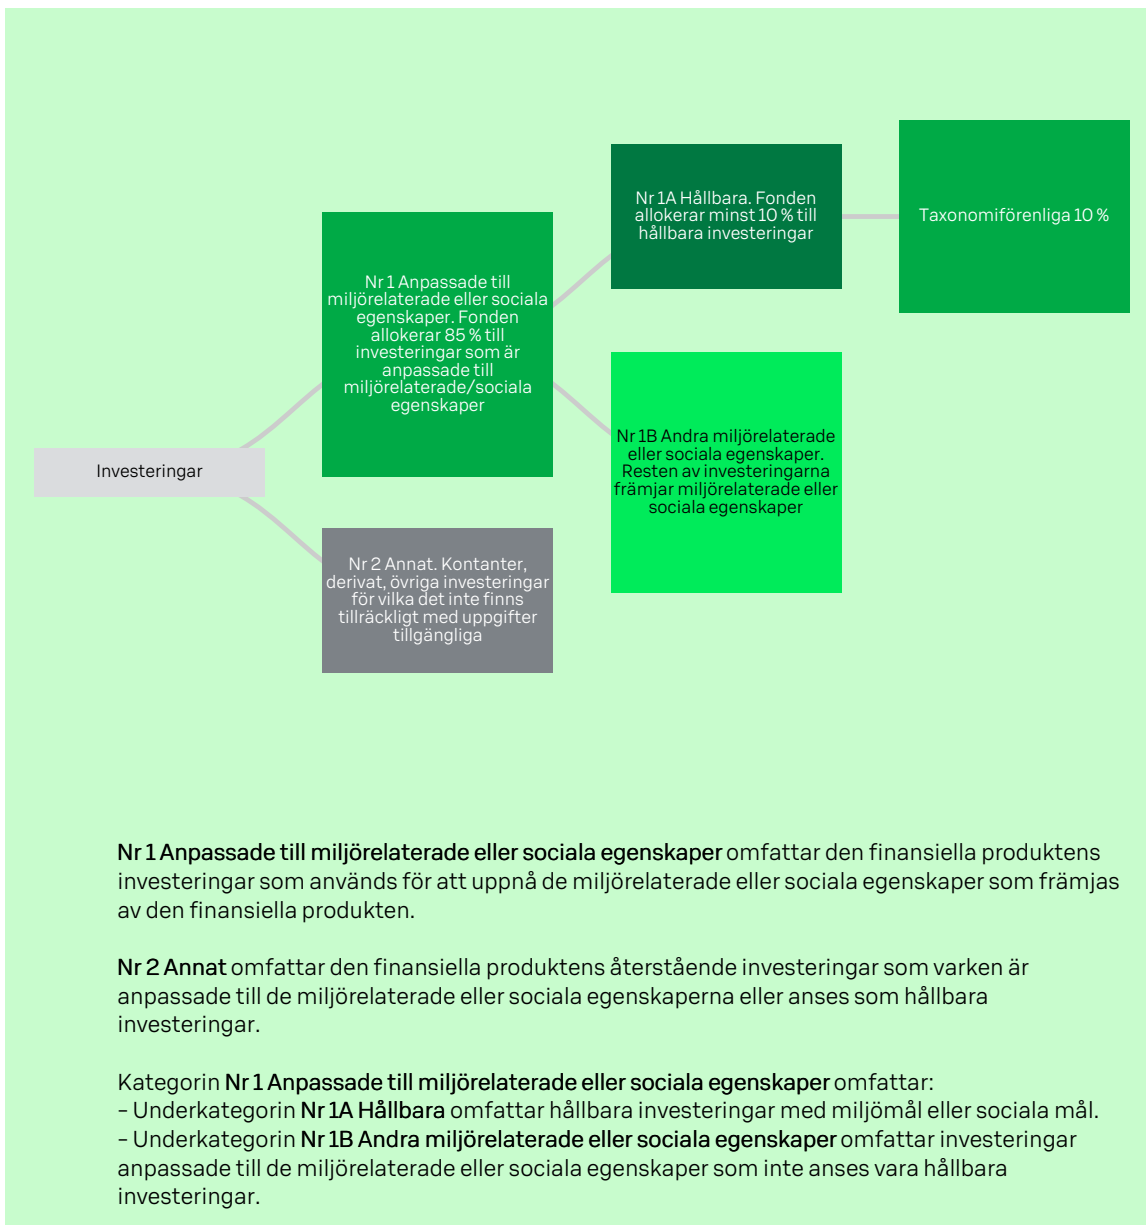 Investeringar
Nr 1 Anpassade till
miljörelaterade eller sociala
egenskaper. Fonden
allokerar 85 % till
investeringar som är
anpassade till
miljörelaterade/sociala
egenskaper
Nr 2 Annat. Kontanter,
derivat, övriga investeringar
för vilka det inte finns
tillräckligt med uppgifter
tillgängliga
Nr 1A Hållbara. Fonden
allokerar minst 10 % till
hållbara investeringar
Nr 1B Andra miljörelaterade
eller sociala egenskaper.
Resten av investeringarna
främjar miljörelaterade eller
sociala egenskaper
Taxonomiförenliga 10 %
Nr 1 Anpassade till miljörelaterade eller sociala egenskaper omfattar den finansiella produktens
investeringar som används för att uppnå de miljörelaterade eller sociala egenskaper som främjas
av den finansiella produkten.
Nr 2 Annat omfattar den finansiella produktens återstående investeringar som varken är
anpassade till de miljörelaterade eller sociala egenskaperna eller anses som hållbara
investeringar.
Kategorin Nr 1 Anpassade till miljörelaterade eller sociala egenskaper omfattar:
– Underkategorin Nr 1A Hållbara omfattar hållbara investeringar med miljömål eller sociala mål.
– Underkategorin Nr 1B Andra miljörelaterade eller sociala egenskaper omfattar investeringar
anpassade till de miljörelaterade eller sociala egenskaper som inte anses vara hållbara
investeringar.